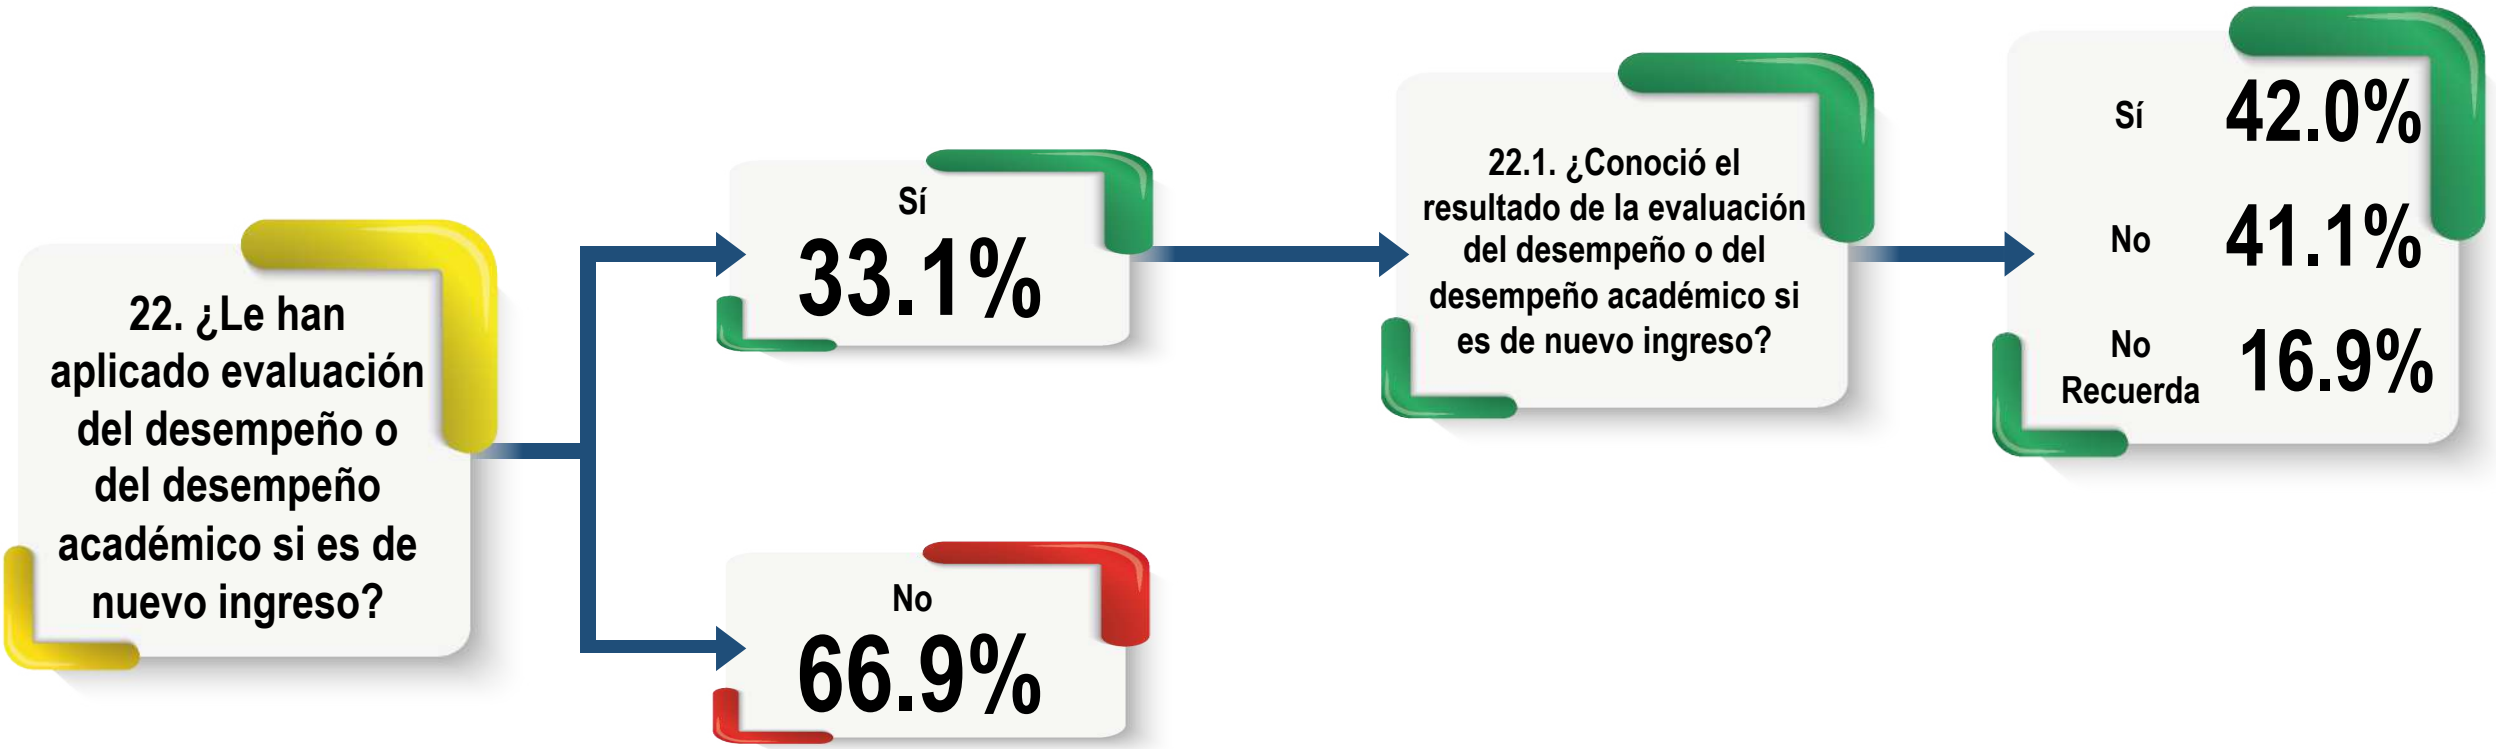 22. ¿Le han
aplicado evaluación
del desempeño o
del desempeño
académico si es de
nuevo ingreso?
Sí
33.1%
No
66.9%
22.1. ¿Conoció el
resultado de la evaluación
del desempeño o del
desempeño académico si
es de nuevo ingreso?
Sí 42.0%
No 41.1%
No
Recuerda 16.9%